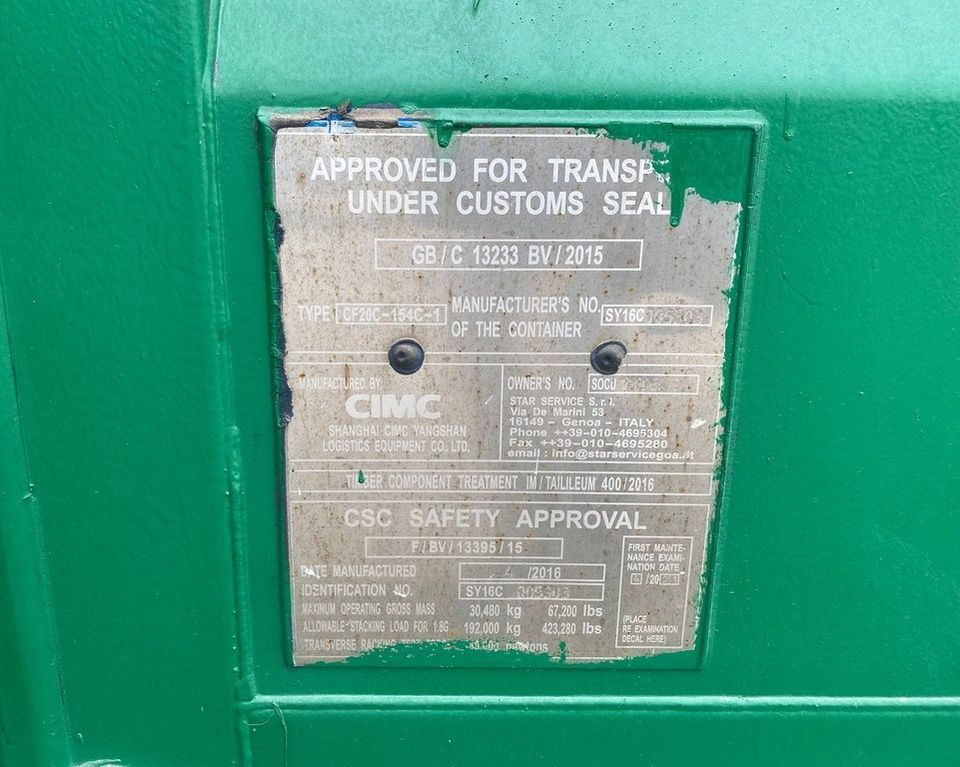 APPROVED FOR
UNDER CUSTOMS SEAL
GB/C 13233 BV/2015
TYPE CF20C-154C-1 MANUFACTURER'S NO. OF THE CONTAINER SY16C
MANUFACTURED BY:
CIMC
SHANGHAI CIMC YANGSHAN
LOGISTICS EQUIPMENT CO., LTD.
OWNER'S NO. SOCU
STAR SERVICE S.r.l.
Via De Marini 53
16149 - Genoa - ITALY
Phone ++39-010-4695304
Fax ++39-010-4695280
email : info@starservicegoa.it
TIMBER COMPONENT TREATMENT IM/TAILILEUM 400/2016
CSC SAFETY APPROVAL
F/BV/13395/15
DATE MANUFACTURED 4 /2016
IDENTIFICATION NO. SY16C
MAXIMUM OPERATING GROSS MASS 30,480 kg 67,200 lbs
ALLOWABLE STACKING LOAD FOR 1.8G 192,000 kg 423,280 lbs
TRANSVERSE
FIRST MAINTE-
NANCE EXAMI-
NATION DATE
(PLACE
RE EXAMINATION
DECAL HERE)